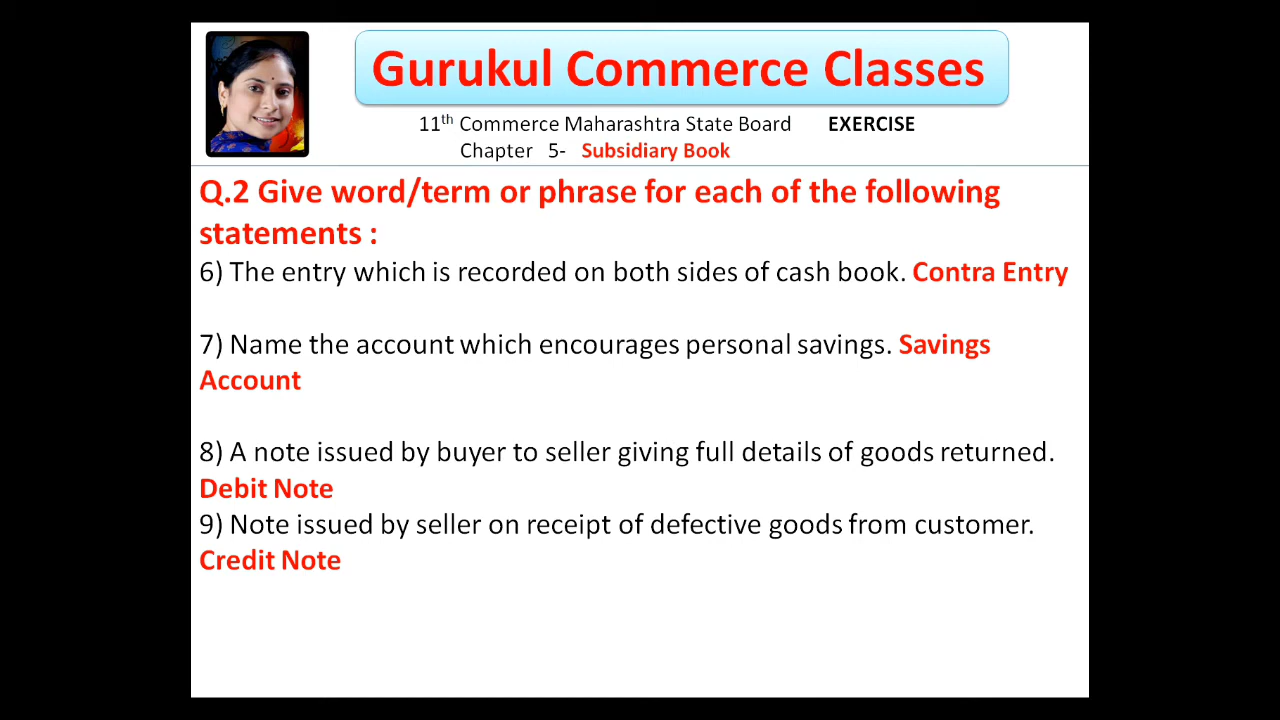 Gurukul Commerce Classes
11th Commerce Maharashtra State Board EXERCISE
Chapter 5- Subsidiary Book
Q.2 Give word/term or phrase for each of the following
statements :
6) The entry which is recorded on both sides of cash book. Contra Entry
7) Name the account which encourages personal savings. Savings
Account
8) A note issued by buyer to seller giving full details of goods returned.
Debit Note
9) Note issued by seller on receipt of defective goods from customer.
Credit Note